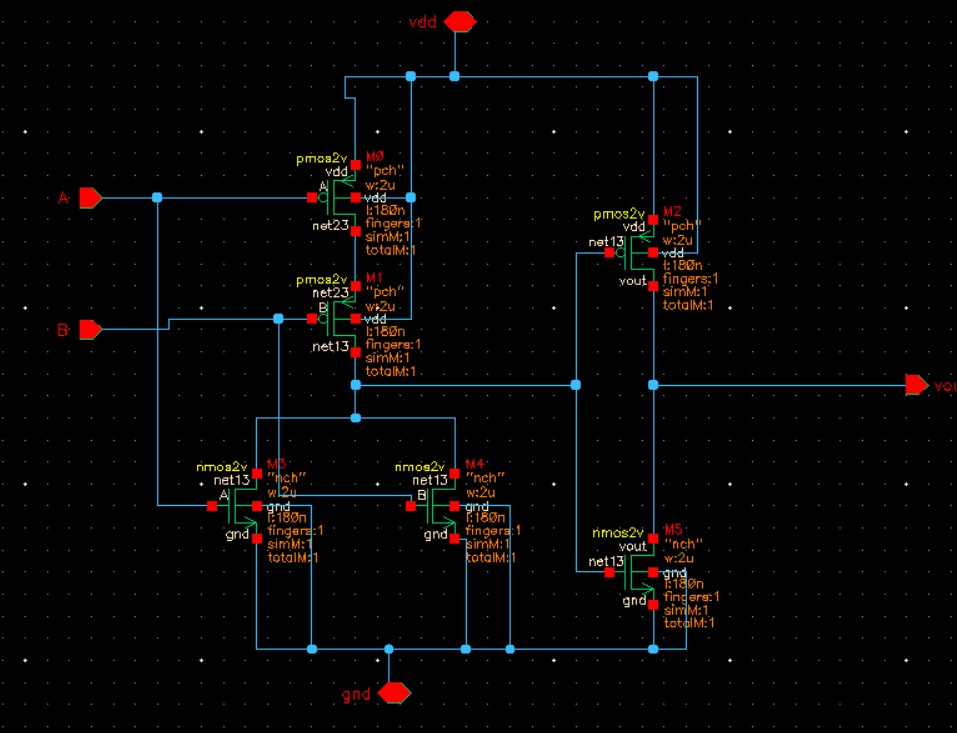 vdd
pmos2v
M0
vdd
"pch"
w:2u
A
A
vdd
l:180n
fingers:1
net23
simM:1
totalM:1
pmos2v
M1
net23
"pch"
w:2u
B
B
vdd
l:180n
fingers:1
net13
simM:1
totalM:1
pmos2v
M2
vdd
"pch"
net13
w:2u
vdd
l:180n
vout
fingers:1
simM:1
totalM:1
nmos2v
M3
net13
"nch"
A
w:2u
gnd
l:180n
gnd
fingers:1
simM:1
totalM:1
nmos2v
M4
net13
"nch"
B
w:2u
gnd
l:180n
gnd
fingers:1
simM:1
totalM:1
nmos2v
M5
vout
"nch"
net13
w:2u
gnd
l:180n
gnd
fingers:1
simM:1
totalM:1
vou
gnd